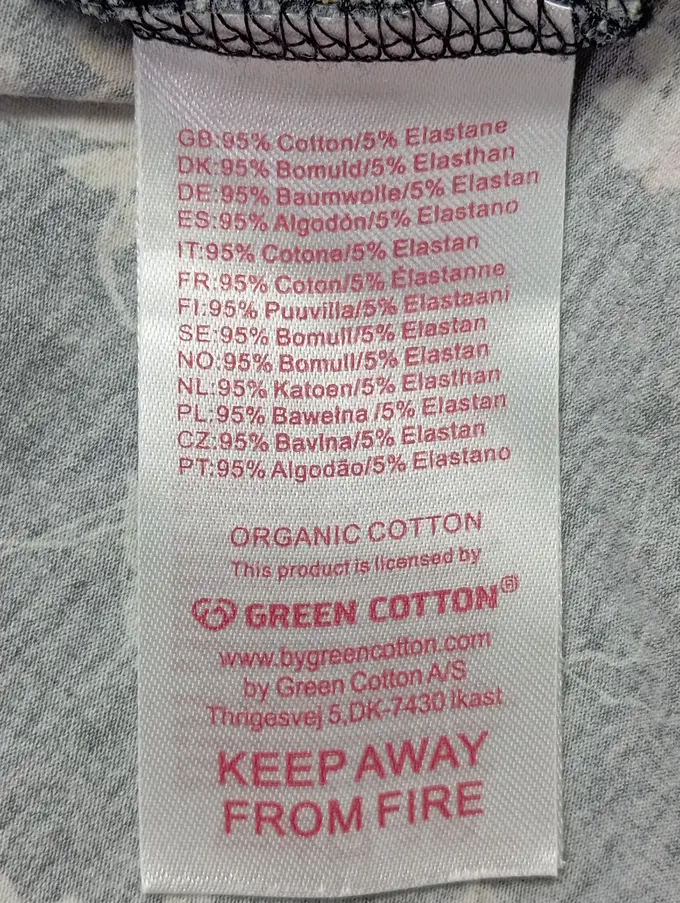 GB:95% Cotton/5% Elastane
DK:95% Bomuld/5% Elasthan
DE:95% Baumwolle/5% Elastan
ES:95% Algodón/5% Elastano
IT:95% Cotone/5% Elastan
FR:95% Coton/5% Élastanne
FI:95% Puuvilla/5% Elastaani
SE:95% Bomull/5% Elastan
NO:95% Bomull/5% Elastan
NL:95% Katoen/5% Elasthan
PL:95% Bawełna /5% Elastan
CZ:95% Bavlna/5% Elastan
PT:95% Algodão/5% Elastano
ORGANIC COTTON
This product is licensed by
GREEN COTTON®
www.bygreencotton.com
by Green Cotton A/S
Thrigesvej 5,DK-7430 Ikast
KEEP AWAY
FROM FIRE